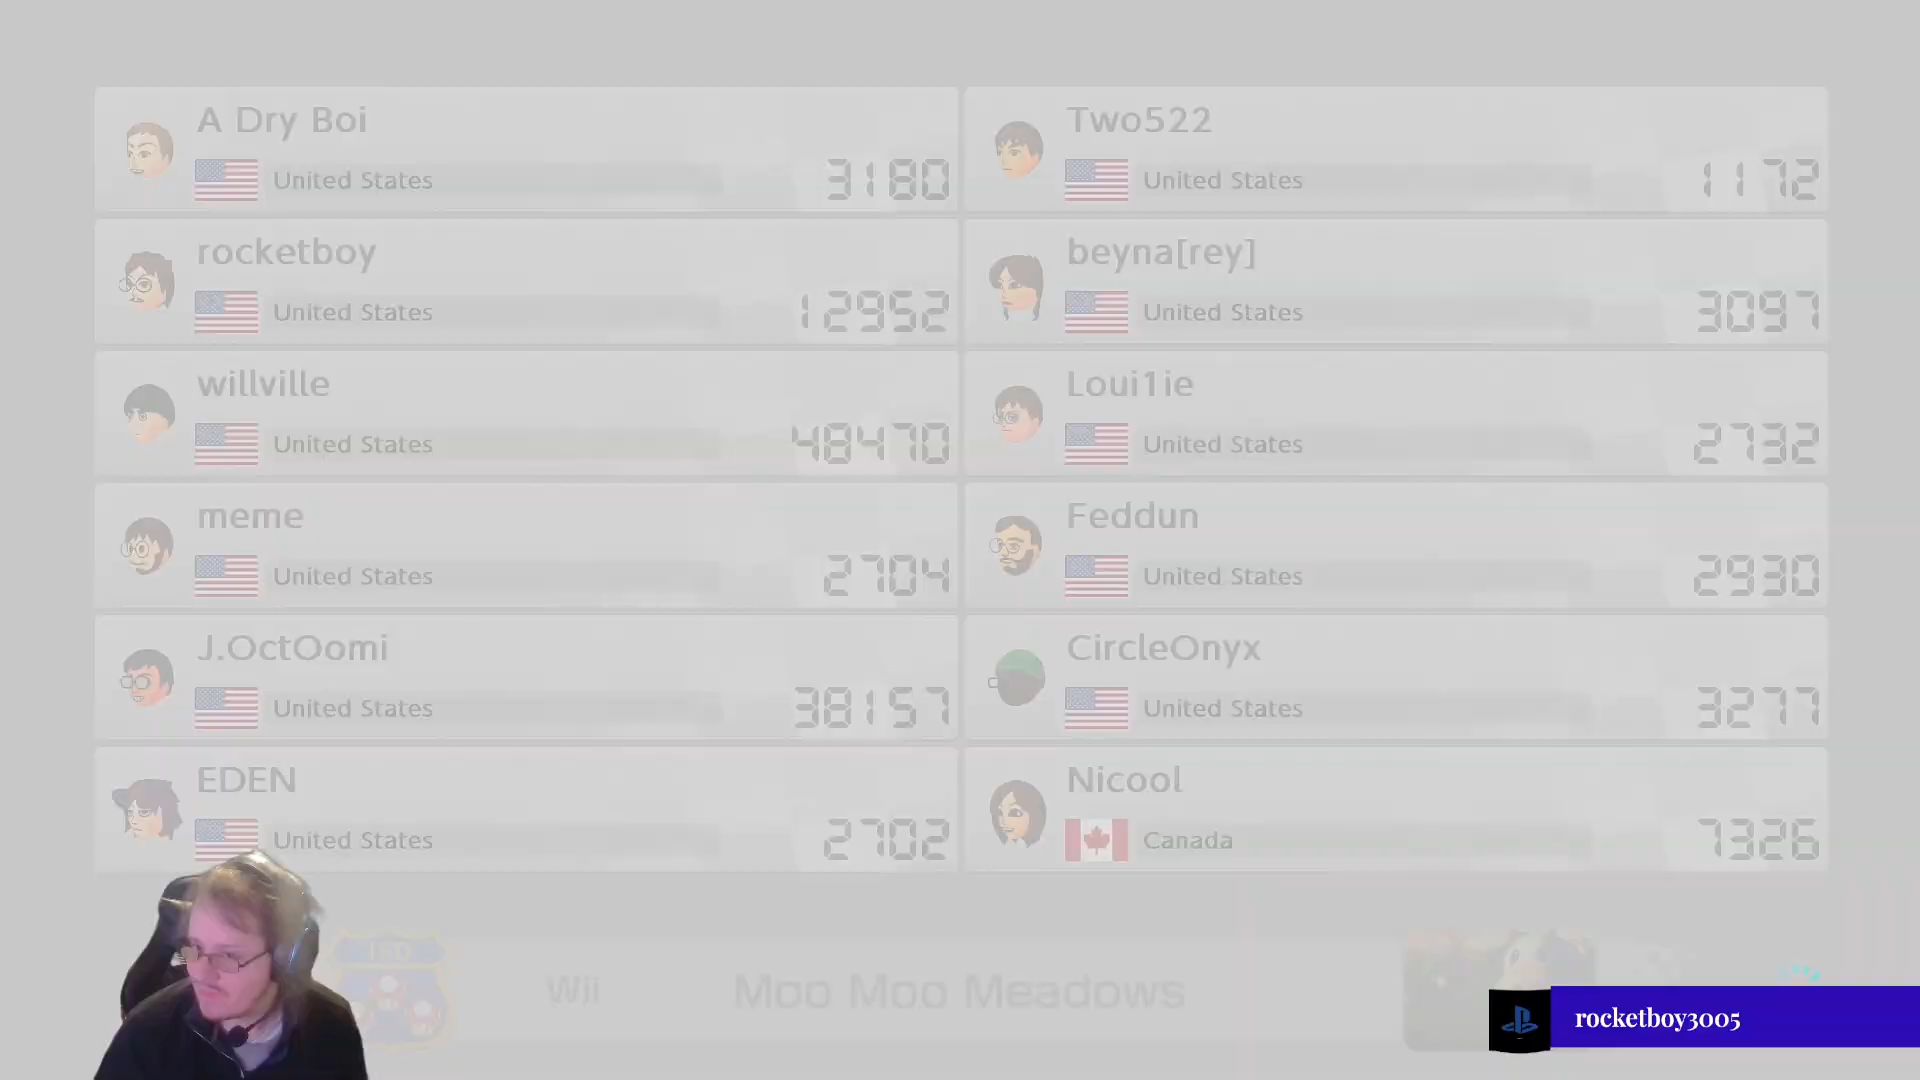 A Dry Boi
United States
3180
Two522
United States
1172
rocketboy
United States
12952
beyna[rey]
United States
3097
willville
United States
48470
Loui1ie
United States
2732
meme
United States
2704
Feddun
United States
2930
J.OctOomi
United States
38157
CircleOnyx
United States
3277
EDEN
United States
2702
Nicool
Canada
7326
Wii Moo Moo Meadows
rocketboy3005